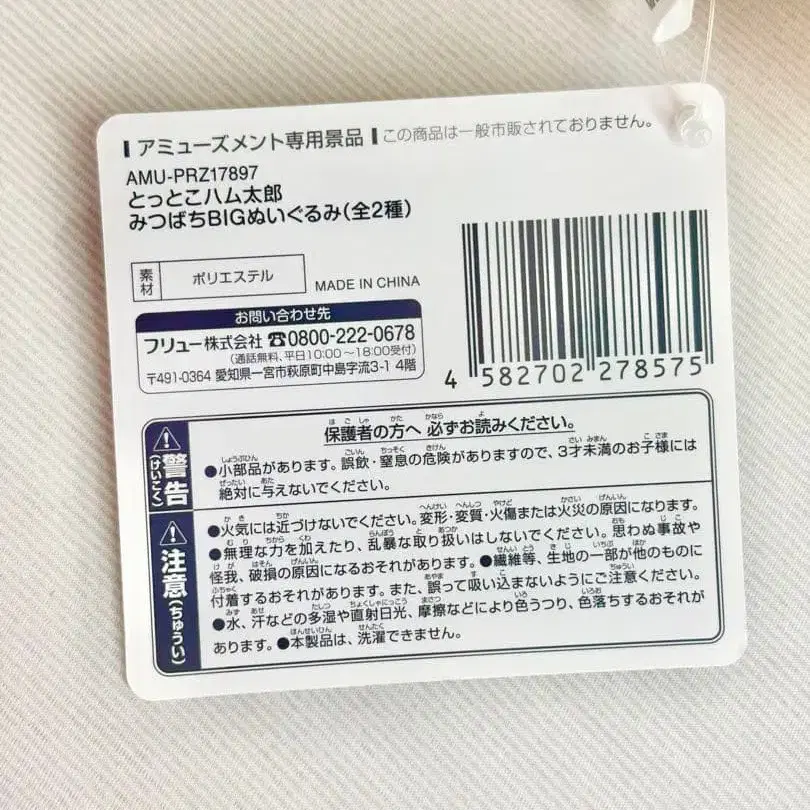 アミューズメント専用景品 この商品は一般市販されておりません。
AMU-PRZ17897
とっとこハム太郎
みつばちBIGぬいぐるみ(全2種)
素材 ポリエステル
MADE IN CHINA
お問い合わせ先
フリュー株式会社 ☎0800-222-0678
(通話無料、平日10:00~18:00受付)
〒491-0364 愛知県一宮市萩原町中島字流3-1 4階
4 582702 278575
保護者の方へ 必ずお読みください。
警告(けいこく)
●小部品があります。誤飲・窒息の危険がありますので、3才未満のお子様には
絶対に与えないでください。
注意(ちゅうい)
●火気には近づけないでください。変形・変質・火傷または火災の原因になります。
●無理な力を加えたり、乱暴な取り扱いはしないでください。思わぬ事故や
怪我、破損の原因になるおそれがあります。●繊維等、生地の一部が他のものに
付着するおそれがあります。また、誤って吸い込まないようにご注意ください。
●水、汗などの多湿や直射日光、摩擦などにより色うつり、色落ちするおそれが
あります。●本製品は、洗濯できません。